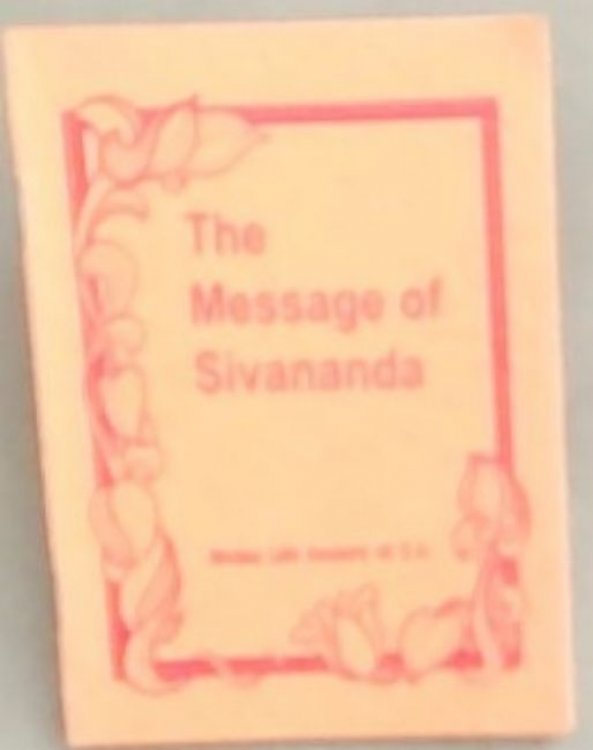 The
Message of
Sivananda